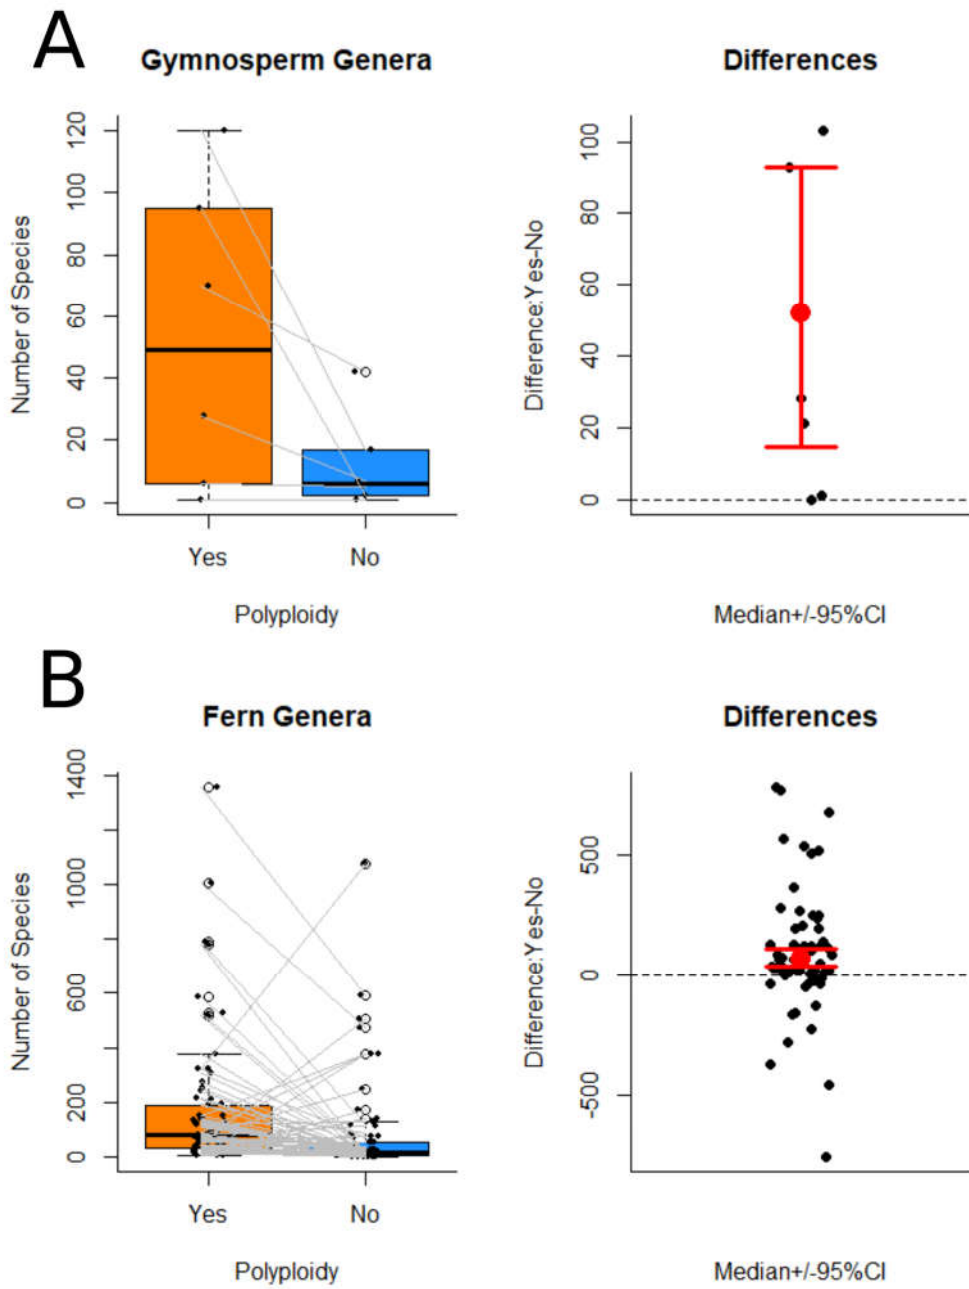 A
Gymnosperm Genera
Differences
Number of Species
0
20
40
60
80
100
120
Yes
No
Polyploidy
Difference:Yes-No
0
20
40
60
80
100
Median+/-95%CI
B
Fern Genera
Differences
Number of Species
0
200
600
1000
1400
Yes
No
Polyploidy
Difference:Yes-No
-500
0
500
Median+/-95%CI